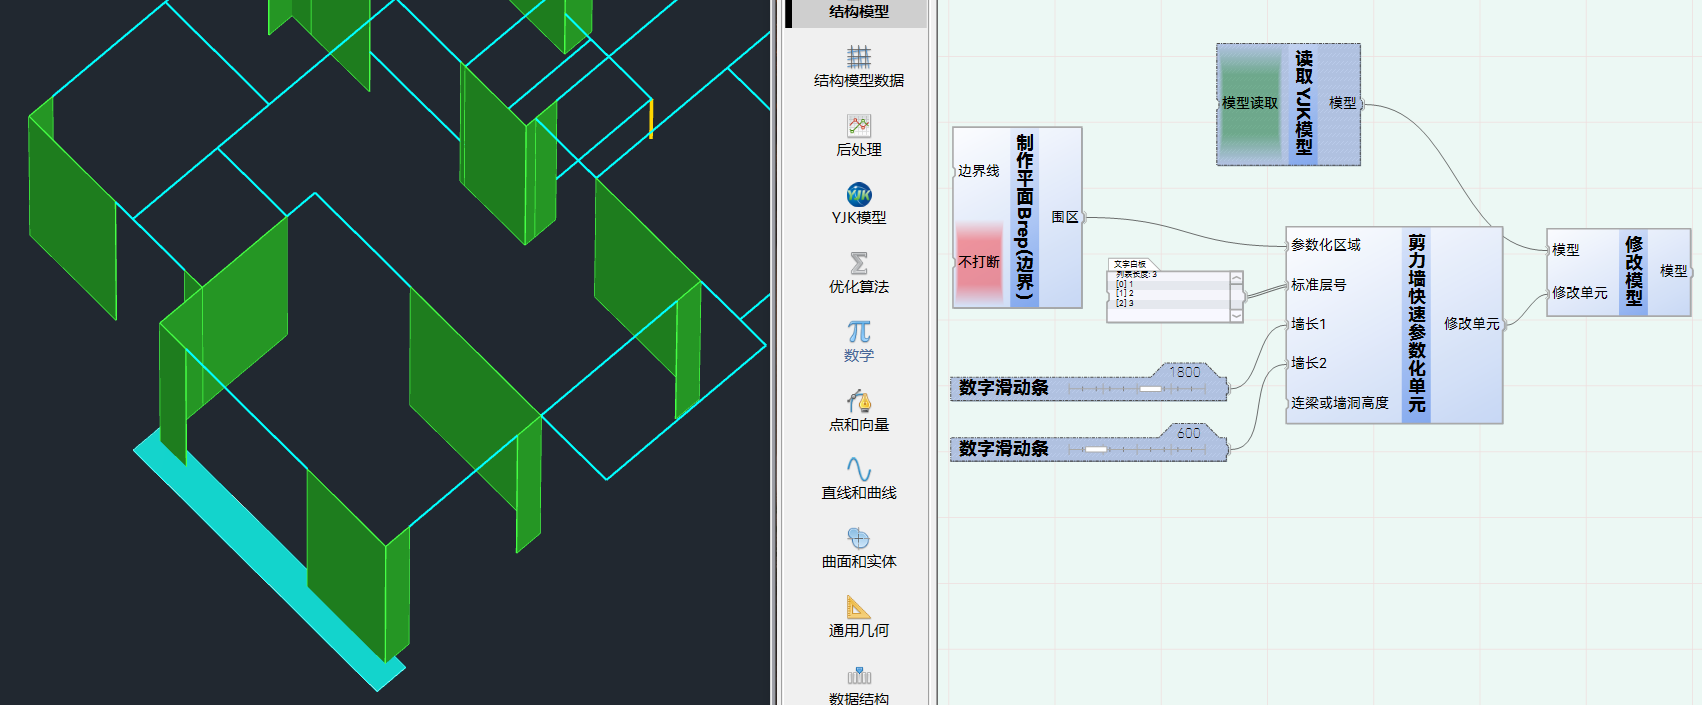 结构模型
结构模型数据
后处理
YJK
YJK模型
优化算法
数学
点和向量
直线和曲线
曲面和实体
通用几何
数据结构
模型读取
读取YJK模型
模型
边界线
不打断
制作平面Brep(边界)
围区
文字白板
列表长度: 3
[0] 1
[1] 2
[2] 3
参数化区域
标准层号
墙长1
墙长2
连梁或墙洞高度
剪力墙快速参数化单元
修改单元
模型
修改单元
修改模型
模型
数字滑动条
1800
数字滑动条
600